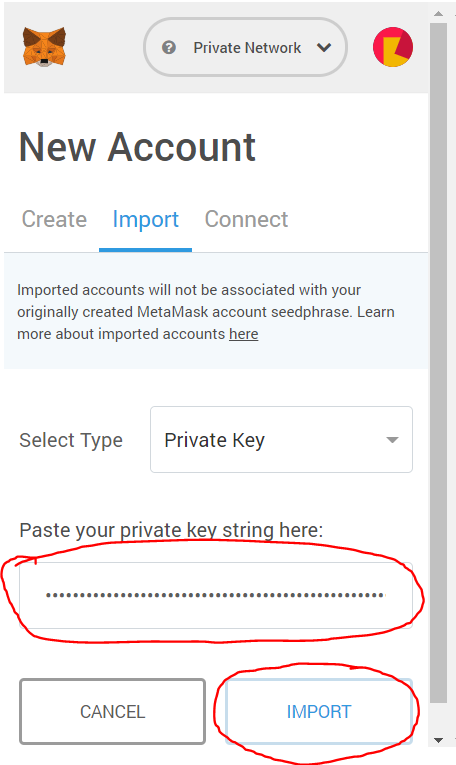 Private Network
New Account
Create Import Connect
Imported accounts will not be associated with your
originally created MetaMask account seedphrase. Learn
more about imported accounts here
Select Type Private Key
Paste your private key string here:
CANCEL IMPORT